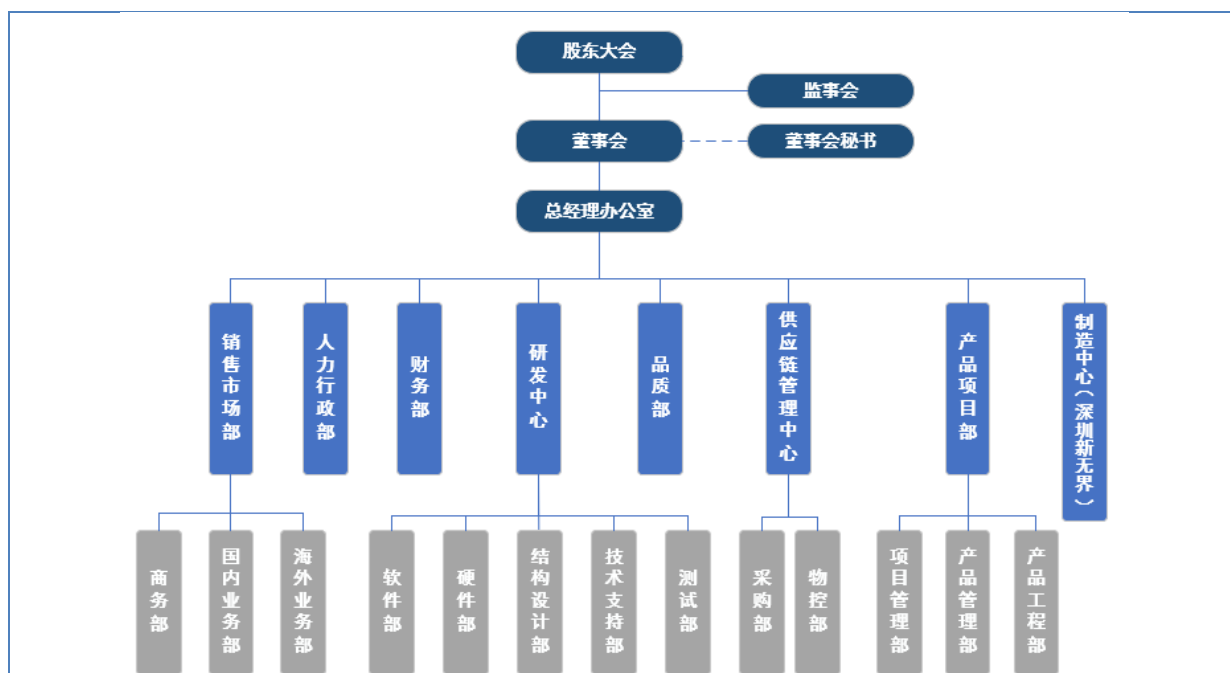 股东大会
监事会
董事会
董事会秘书
总经理办公室
销售市场部
人力行政部
财务部
研发中心
品质部
供应链管理中心
产品项目部
制造中心（深圳新无界）
商务部
国内业务部
海外业务部
软件部
硬件部
结构设计部
技术支持部
测试部
采购部
物控部
项目管理部
产品管理部
产品工程部